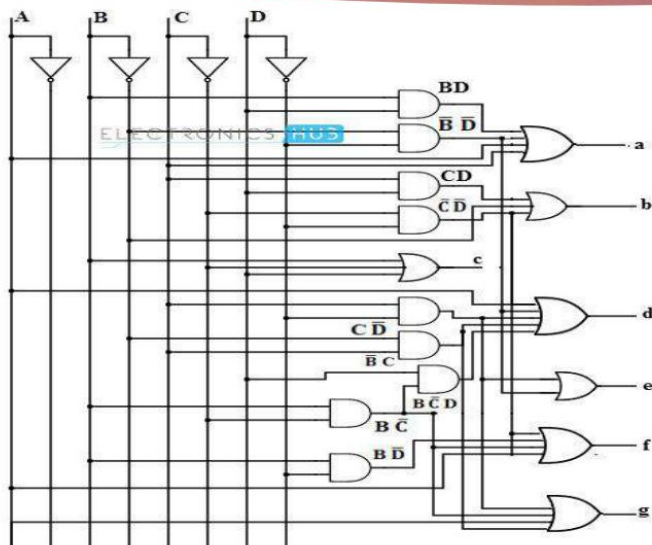 A B C D
BD
B̅ D̅
ELECTRONICS HUB
a
CD
b
C̅ D̅
c
d
C D̅
B̅ C
e
B C̅ D
B C̅
f
B D̅
g